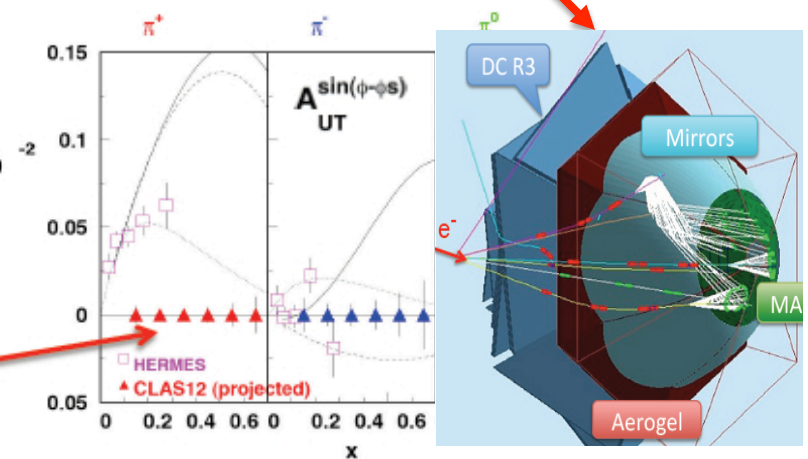 π+ π- π0
A UT sin(φ-φs)
-2
0.15
0.1
0.05
0
0.05
0 0.2 0.4 0.6 0 0.2 0.4 0.6
x
HERMES
CLAS12 (projected)
DC R3
Mirrors
e-
MA
Aerogel